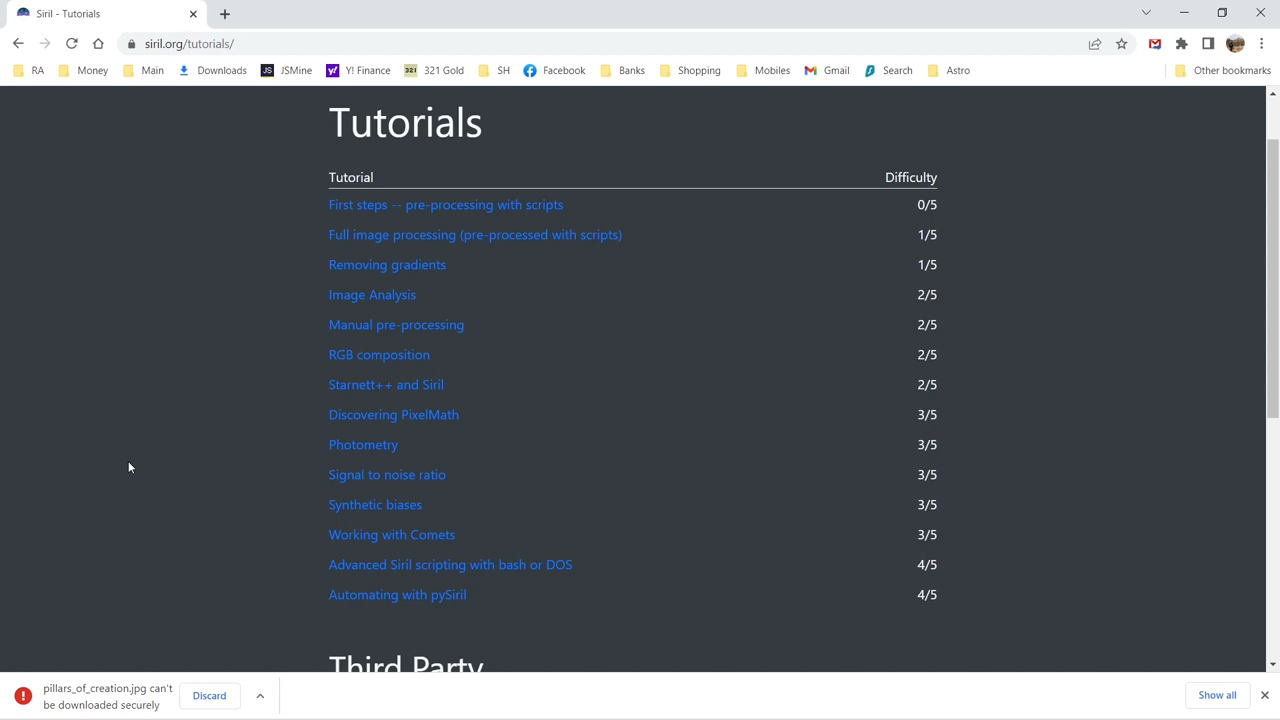 Siril - Tutorials
siril.org/tutorials/
RA Money Main Downloads JS JSMine Y! Finance 321 321 Gold SH Facebook Banks Shopping Mobiles Gmail Search Astro Other bookmarks
Tutorials
Tutorial Difficulty
First steps -- pre-processing with scripts 0/5
Full image processing (pre-processed with scripts) 1/5
Removing gradients 1/5
Image Analysis 2/5
Manual pre-processing 2/5
RGB composition 2/5
Starnett++ and Siril 2/5
Discovering PixelMath 3/5
Photometry 3/5
Signal to noise ratio 3/5
Synthetic biases 3/5
Working with Comets 3/5
Advanced Siril scripting with bash or DOS 4/5
Automating with pySiril 4/5
Third Party
pillars_of_creation.jpg can't
be downloaded securely
Discard
Show all